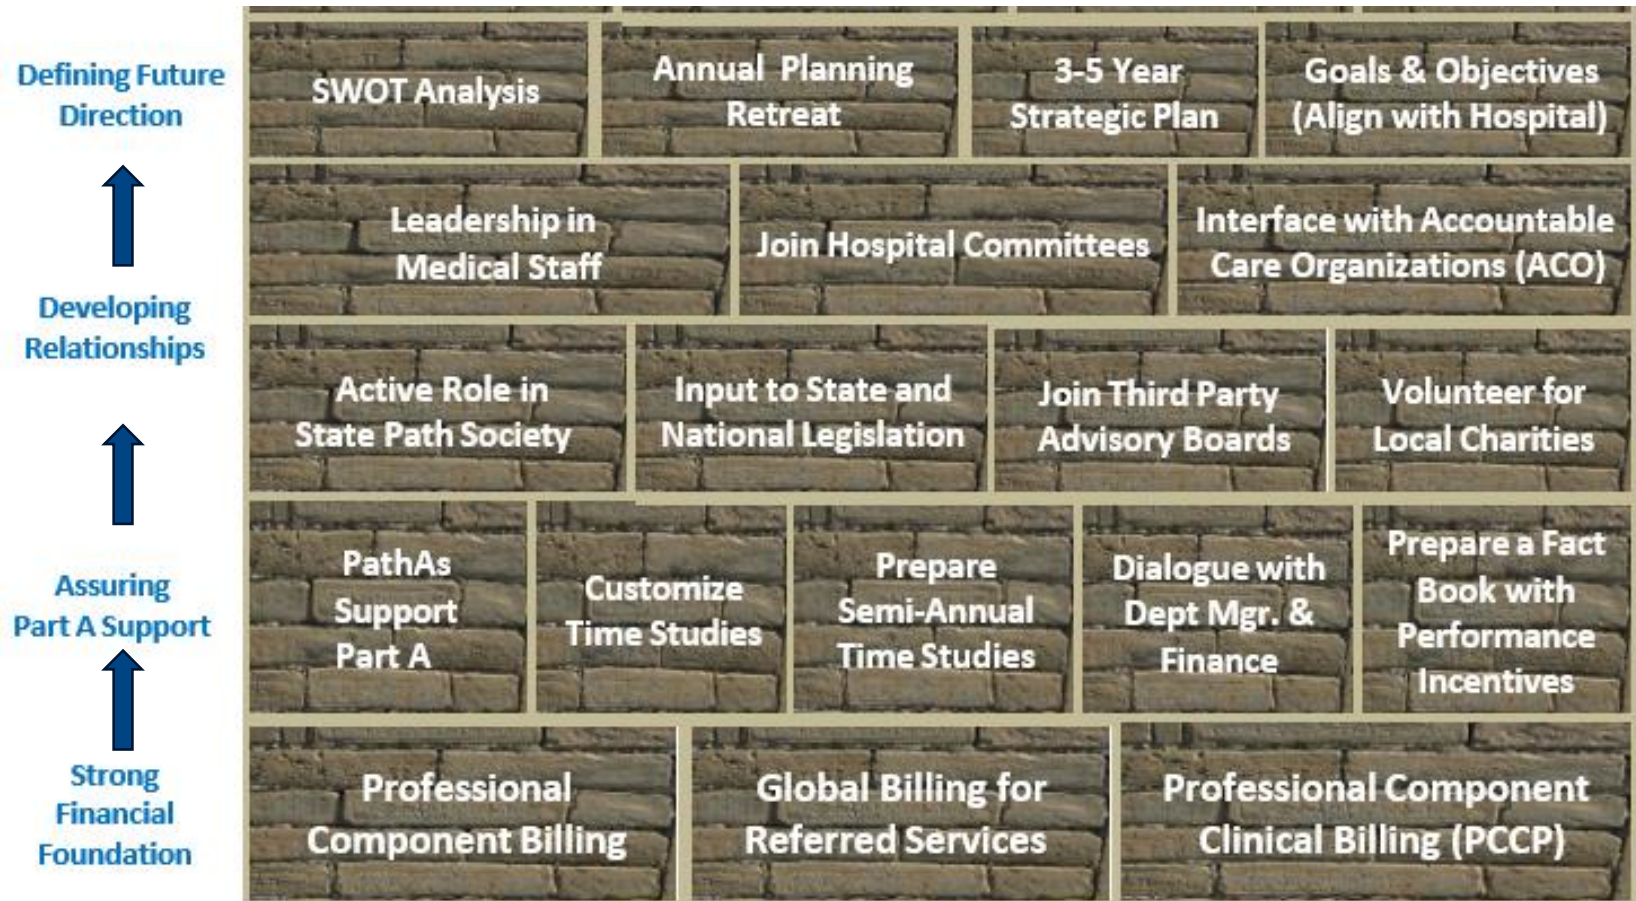 Defining Future
Direction
SWOT Analysis
Annual Planning
Retreat
3-5 Year
Strategic Plan
Goals & Objectives
(Align with Hospital)
Developing
Relationships
Leadership in
Medical Staff
Join Hospital Committees
Interface with Accountable
Care Organizations (ACO)
Active Role in
State Path Society
Input to State and
National Legislation
Join Third Party
Advisory Boards
Volunteer for
Local Charities
Assuring
Part A Support
PathAs
Support
Part A
Customize
Time Studies
Prepare
Semi-Annual
Time Studies
Dialogue with
Dept Mgr. &
Finance
Prepare a Fact
Book with
Performance
Incentives
Strong
Financial
Foundation
Professional
Component Billing
Global Billing for
Referred Services
Professional Component
Clinical Billing (PCCP)